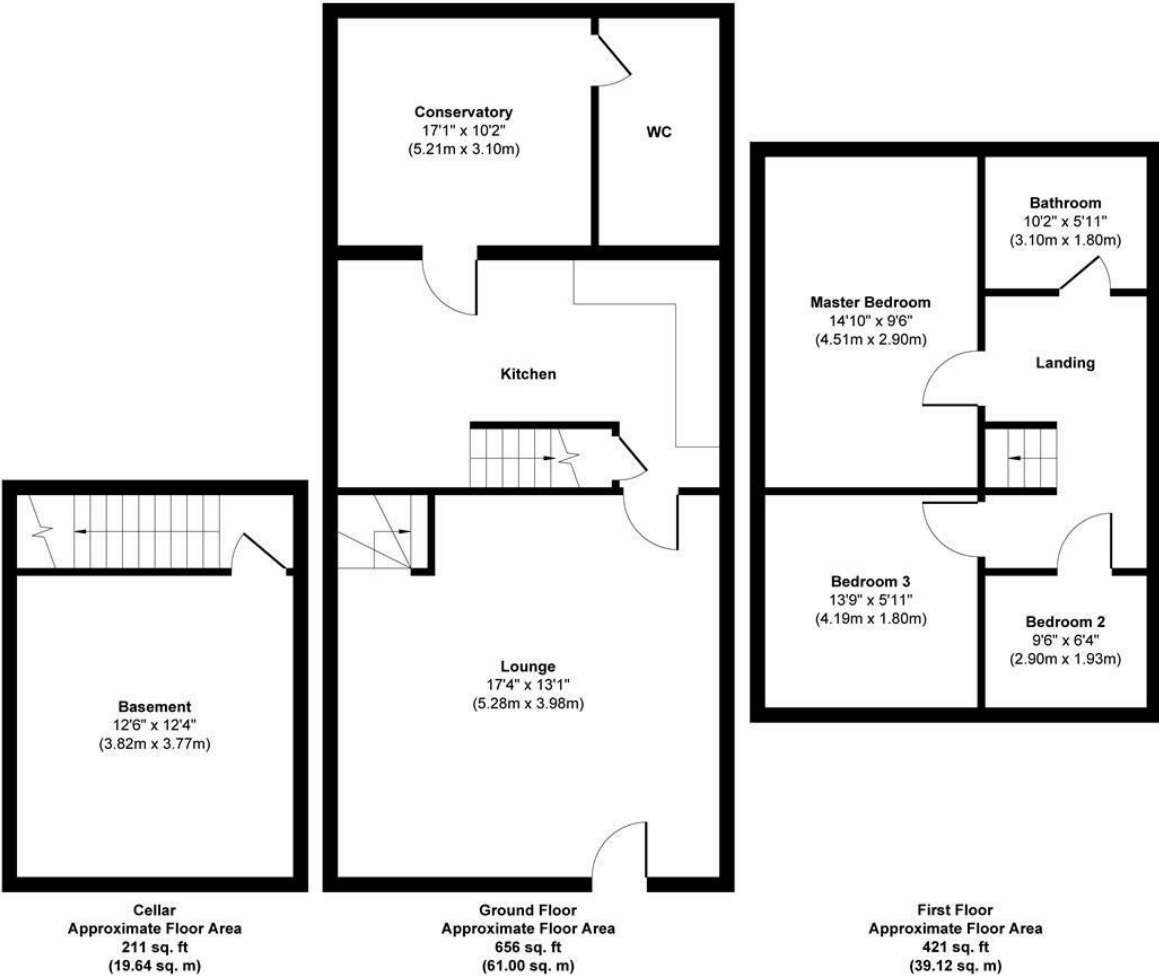 Conservatory
17'1" x 10'2"
(5.21m x 3.10m)
WC
Kitchen
Lounge
17'4" x 13'1"
(5.28m x 3.98m)
Basement
12'6" x 12'4"
(3.82m x 3.77m)
Bathroom
10'2" x 5'11"
(3.10m x 1.80m)
Master Bedroom
14'10" x 9'6"
(4.51m x 2.90m)
Landing
Bedroom 3
13'9" x 5'11"
(4.19m x 1.80m)
Bedroom 2
9'6" x 6'4"
(2.90m x 1.93m)
Cellar
Approximate Floor Area
211 sq. ft
(19.64 sq. m)
Ground Floor
Approximate Floor Area
656 sq. ft
(61.00 sq. m)
First Floor
Approximate Floor Area
421 sq. ft
(39.12 sq. m)